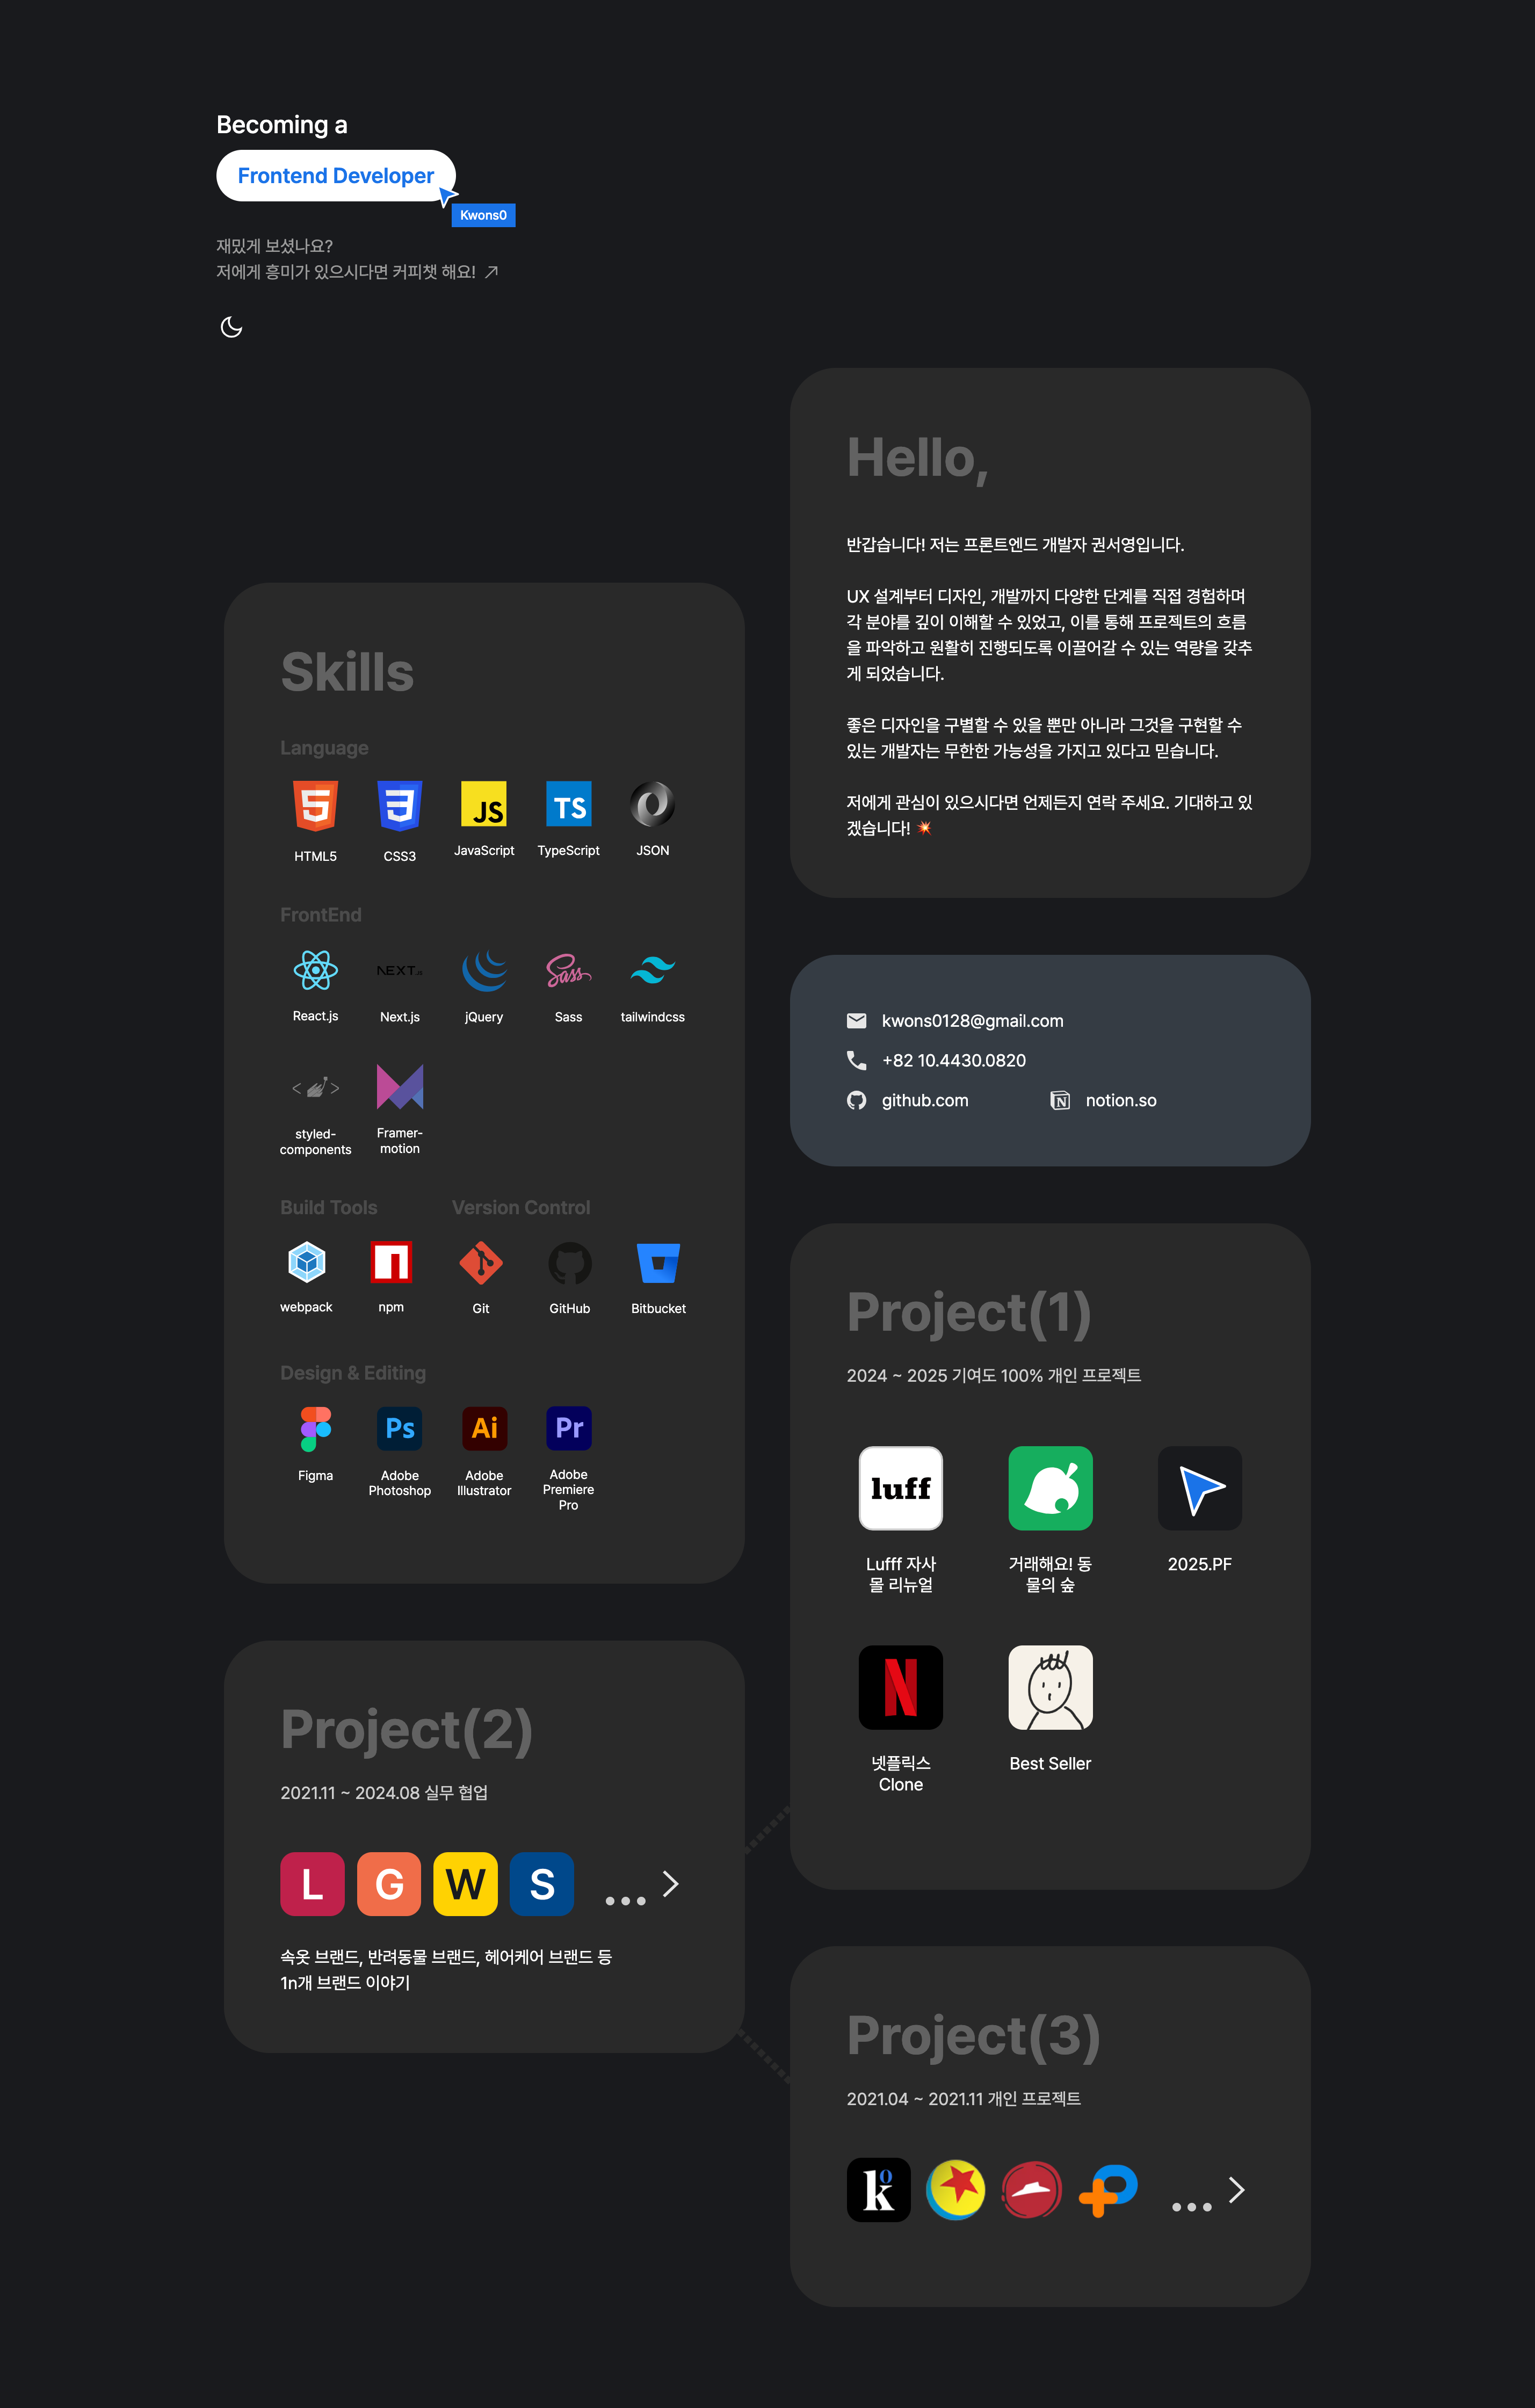 Becoming a
Frontend Developer
Kwons0
재밌게 보셨나요?
저에게 흥미가 있으시다면 커피챗 해요! ↗
Hello,
반갑습니다! 저는 프론트엔드 개발자 권서영입니다.
UX 설계부터 디자인, 개발까지 다양한 단계를 직접 경험하며
각 분야를 깊이 이해할 수 있었고, 이를 통해 프로젝트의 흐름
을 파악하고 원활히 진행되도록 이끌어갈 수 있는 역량을 갖추
게 되었습니다.
좋은 디자인을 구별할 수 있을 뿐만 아니라 그것을 구현할 수
있는 개발자는 무한한 가능성을 가지고 있다고 믿습니다.
저에게 관심이 있으시다면 언제든지 연락 주세요. 기대하고 있
겠습니다! 💥
Skills
Language
5 3 JS TS
HTML5 CSS3 JavaScript TypeScript JSON
FrontEnd
NEXT.JS Sass
React.js Next.js jQuery Sass tailwindcss
styled-
components
Framer-
motion
Build Tools
webpack npm
Version Control
Git GitHub Bitbucket
Design & Editing
Ps Ai Pr
Figma
Adobe
Photoshop
Adobe
Illustrator
Adobe
Premiere
Pro
kwons0128@gmail.com
+82 10.4430.0820
github.com
N notion.so
Project(1)
2024 ~ 2025 기여도 100% 개인 프로젝트
luff
Lufff 자사
몰 리뉴얼
거래해요! 동
물의 숲
2025.PF
N
넷플릭스
Clone
Best Seller
Project(2)
2021.11 ~ 2024.08 실무 협업
L G W S ...
속옷 브랜드, 반려동물 브랜드, 헤어케어 브랜드 등
1n개 브랜드 이야기
Project(3)
2021.04 ~ 2021.11 개인 프로젝트
ko P ...